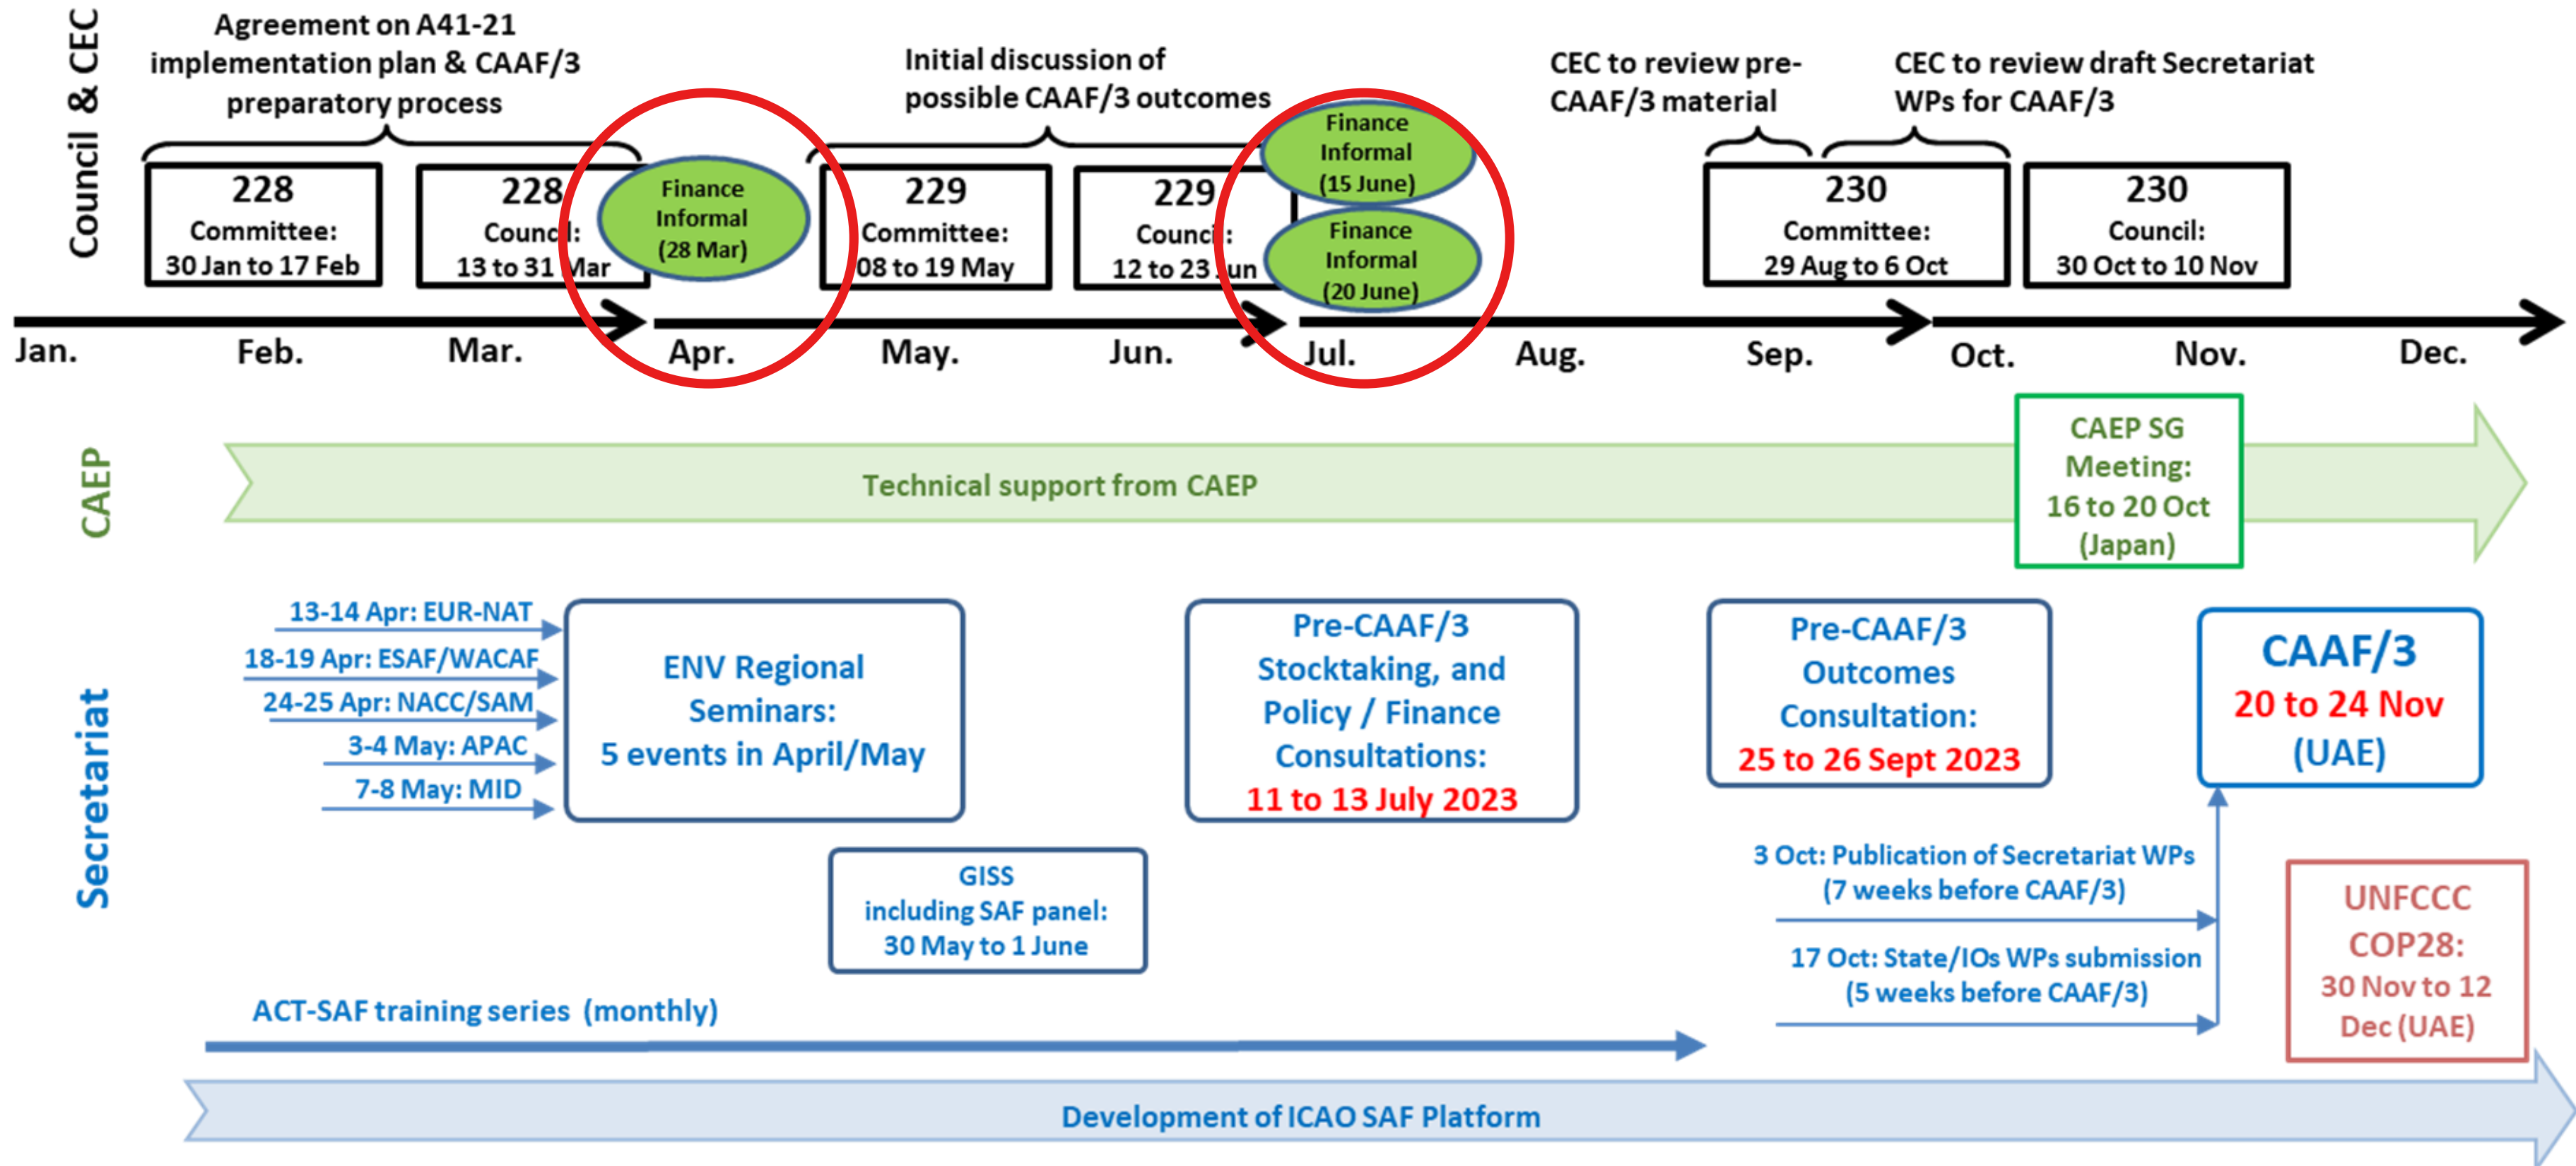 Council & CEC
Agreement on A41-21
implementation plan & CAAF/3
preparatory process
Initial discussion of
possible CAAF/3 outcomes
CEC to review pre-
CAAF/3 material
CEC to review draft Secretariat
WPs for CAAF/3
228
Committee:
30 Jan to 17 Feb
228
Council:
13 to 31 Mar
Finance
Informal
(28 Mar)
229
Committee:
08 to 19 May
229
Council:
12 to 23 Jun
Finance
Informal
(15 June)
Finance
Informal
(20 June)
230
Committee:
29 Aug to 6 Oct
230
Council:
30 Oct to 10 Nov
Jan.
Feb.
Mar.
Apr.
May.
Jun.
Jul.
Aug.
Sep.
Oct.
Nov.
Dec.
CAEP
Technical support from CAEP
CAEP SG
Meeting:
16 to 20 Oct
(Japan)
Secretariat
13-14 Apr: EUR-NAT
18-19 Apr: ESAF/WACAF
24-25 Apr: NACC/SAM
3-4 May: APAC
7-8 May: MID
ENV Regional
Seminars:
5 events in April/May
Pre-CAAF/3
Stocktaking, and
Policy / Finance
Consultations:
11 to 13 July 2023
Pre-CAAF/3
Outcomes
Consultation:
25 to 26 Sept 2023
CAAF/3
20 to 24 Nov
(UAE)
GISS
including SAF panel:
30 May to 1 June
3 Oct: Publication of Secretariat WPs
(7 weeks before CAAF/3)
17 Oct: State/IOs WPs submission
(5 weeks before CAAF/3)
UNFCCC
COP28:
30 Nov to 12
Dec (UAE)
ACT-SAF training series (monthly)
Development of ICAO SAF Platform